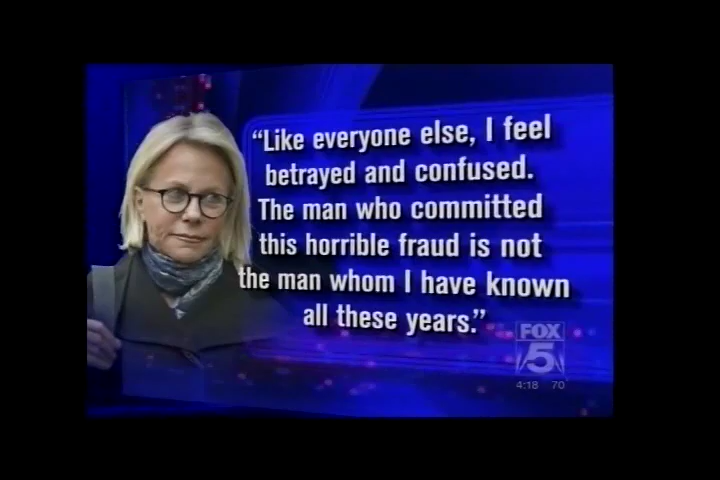 “Like everyone else, I feel
betrayed and confused.
The man who committed
this horrible fraud is not
the man whom I have known
all these years.”
FOX
5
4:18 70